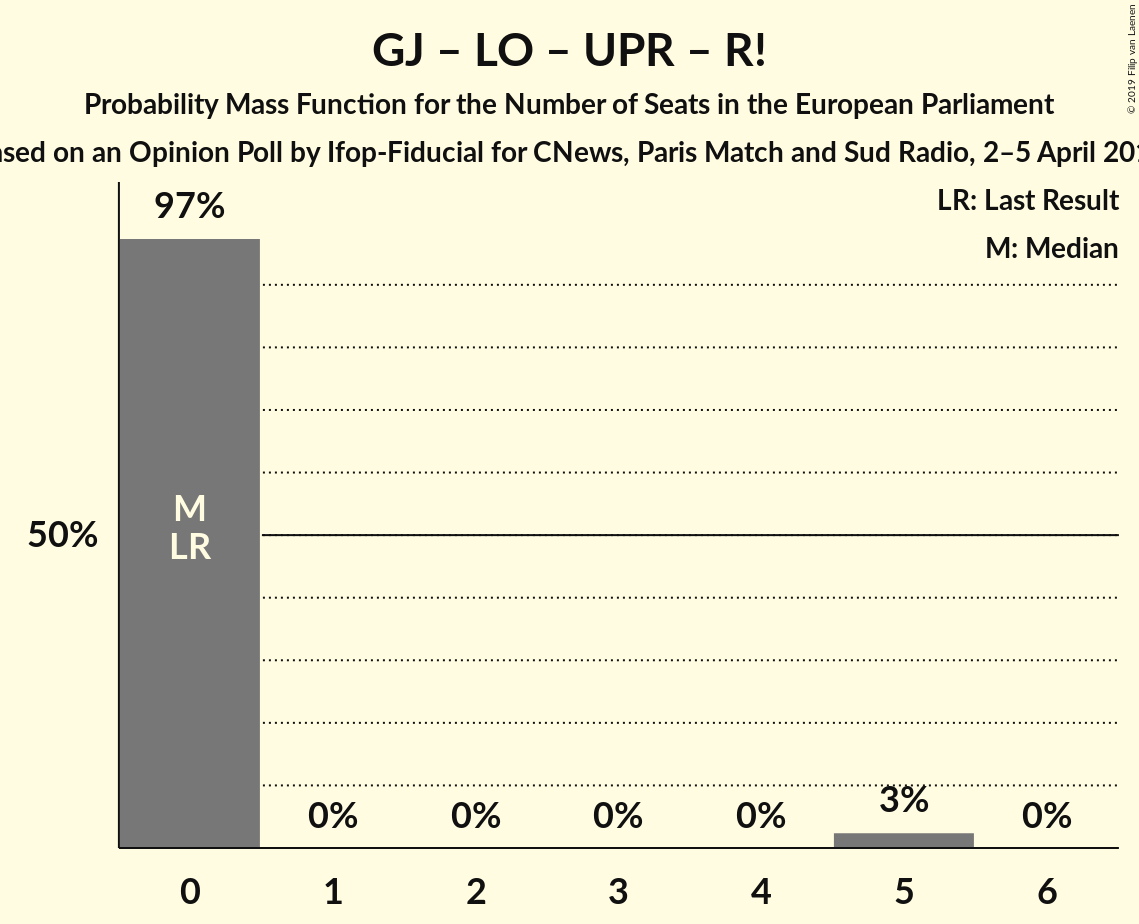 GJ – LO – UPR – R!
Probability Mass Function for the Number of Seats in the European Parliament
on an Opinion Poll by Ifop-Fiducial for CNews, Paris Match and Sud Radio, 2–5 April
© 2019 Filip van Laenen
LR: Last Result
M: Median
97%
50%
M
LR
0%
0%
0%
0%
3%
0%
0
1
2
3
4
5
6